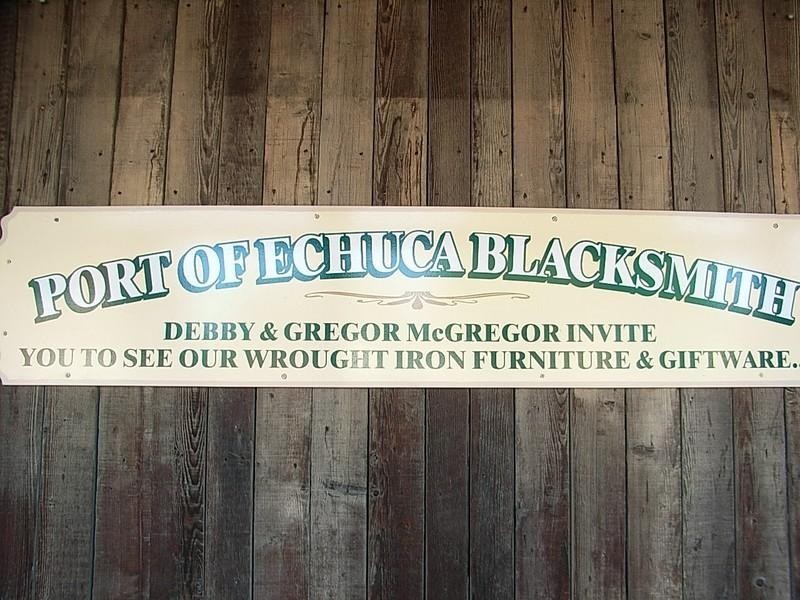 PORT OF ECHUCA BLACKSMITH
DEBBY & GREGOR McGREGOR INVITE
YOU TO SEE OUR WROUGHT IRON FURNITURE & GIFTWARE..